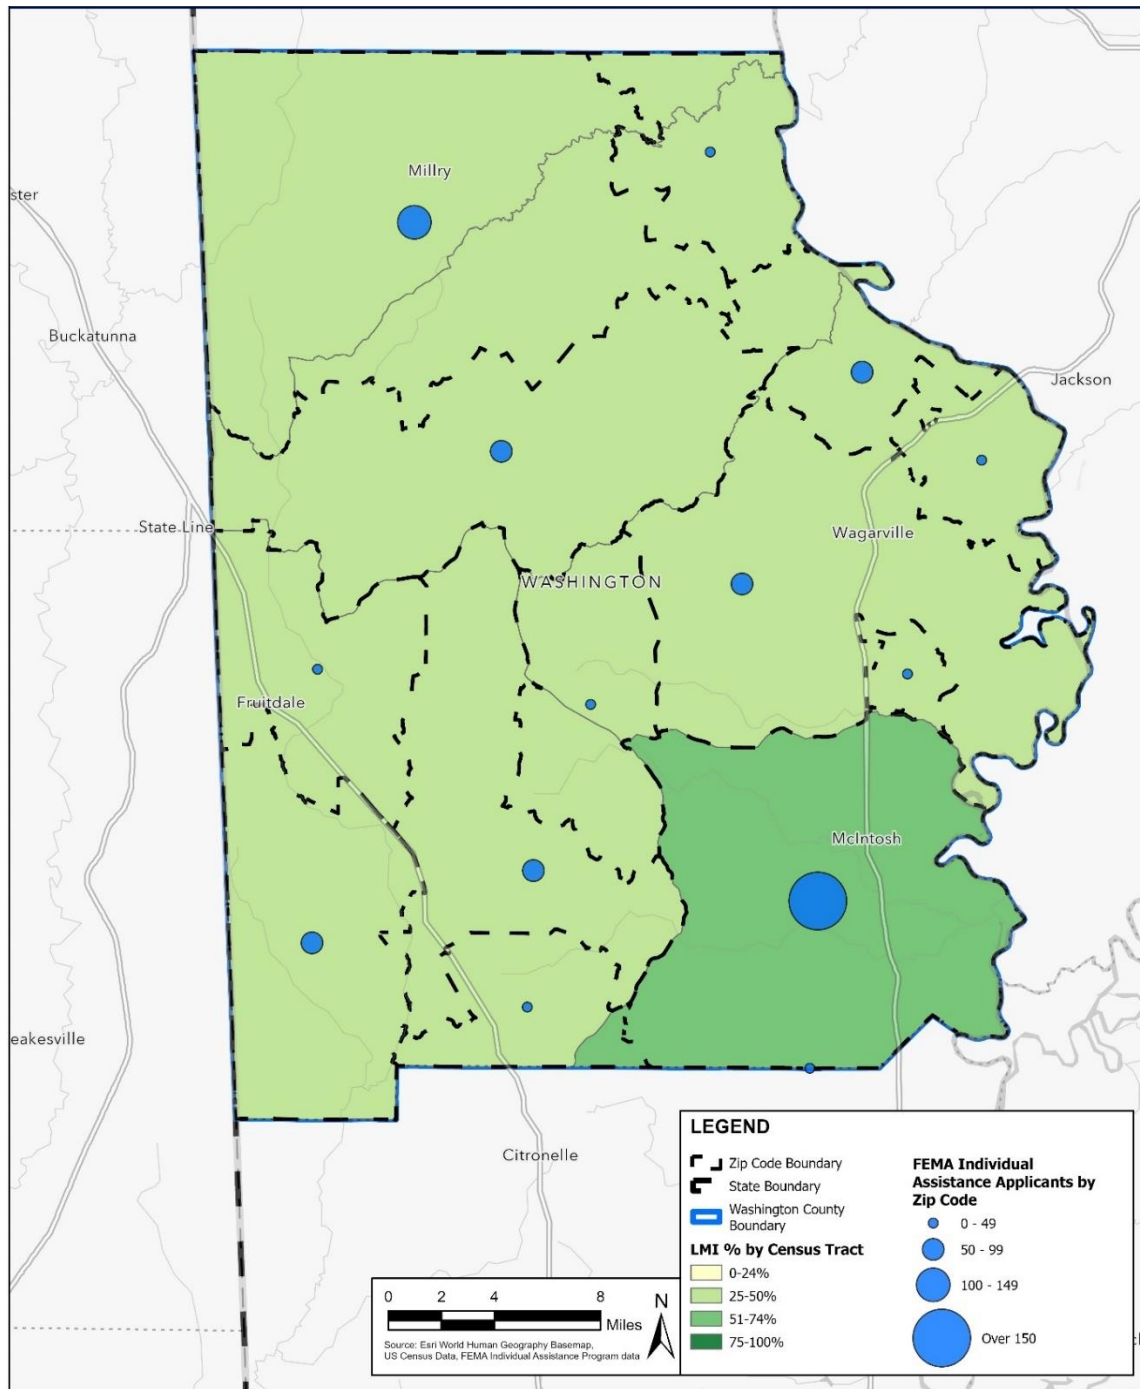 Millry
ster
Buckatunna
Jackson
State Line
Wagarville
WASHINGTON
Fruitdale
McIntosh
eakesville
Citronelle
LEGEND
Zip Code Boundary
State Boundary
Washington County
Boundary
LMI % by Census Tract
0-24%
25-50%
51-74%
75-100%
FEMA Individual
Assistance Applicants by
Zip Code
0 - 49
50 - 99
100 - 149
Over 150
0 2 4 8
Miles
N
Source: Esri World Human Geography Basemap,
US Census Data, FEMA Individual Assistance Program data